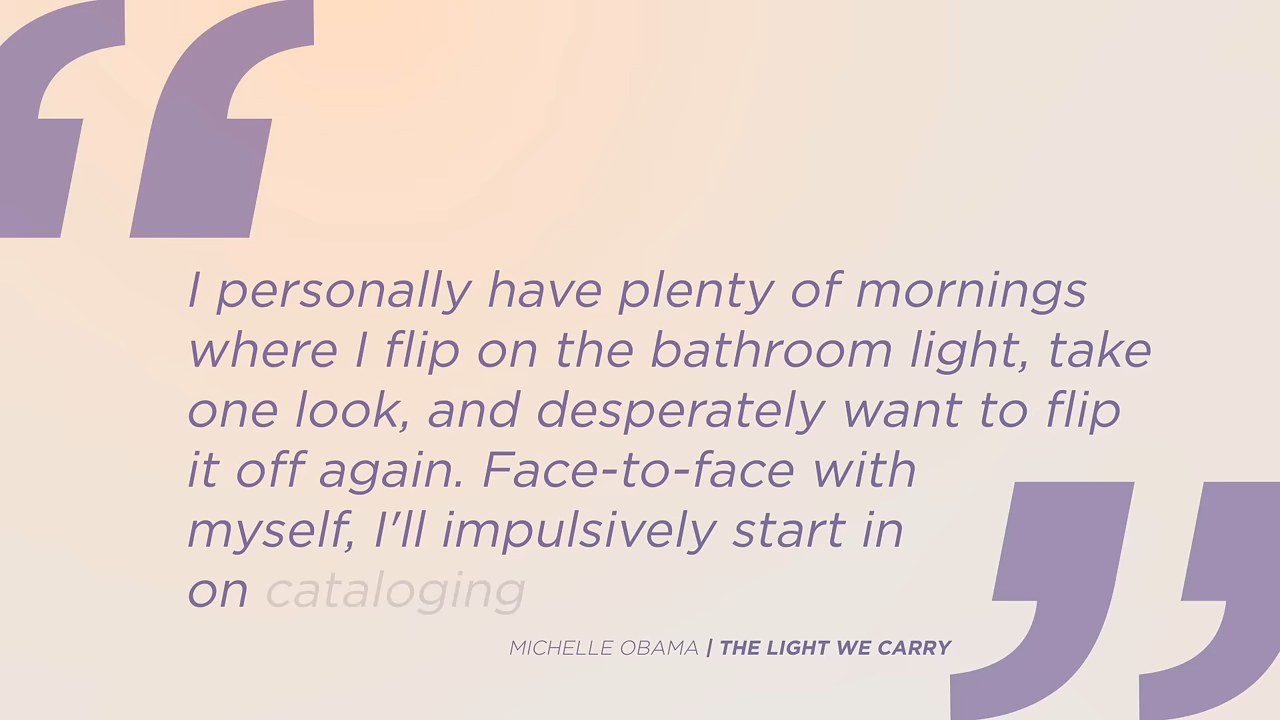 I personally have plenty of mornings
where I flip on the bathroom light, take
one look, and desperately want to flip
it off again. Face-to-face with
myself, I'll impulsively start in
on cataloging
MICHELLE OBAMA | THE LIGHT WE CARRY